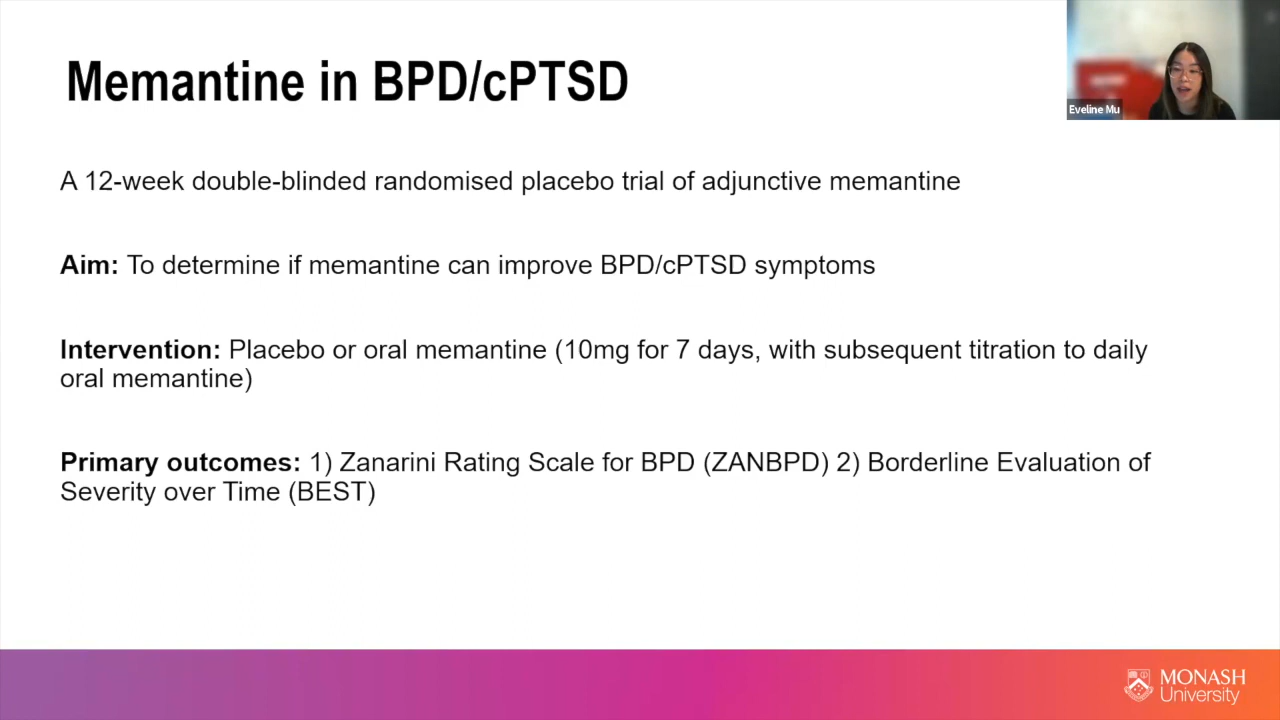 Memantine in BPD/cPTSD
Eveline Mu
A 12-week double-blinded randomised placebo trial of adjunctive memantine
Aim: To determine if memantine can improve BPD/cPTSD symptoms
Intervention: Placebo or oral memantine (10mg for 7 days, with subsequent titration to daily
oral memantine)
Primary outcomes: 1) Zanarini Rating Scale for BPD (ZANBPD) 2) Borderline Evaluation of
Severity over Time (BEST)
MONASH
University